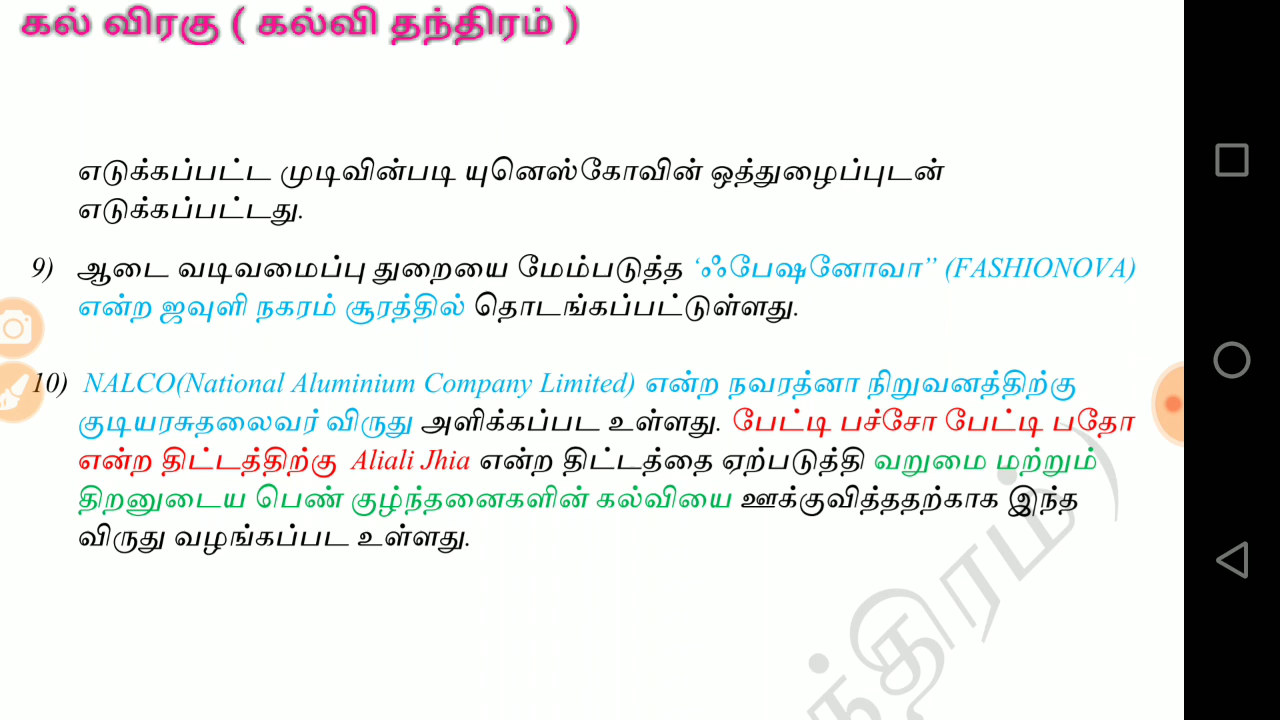 கல் விரகு ( கல்வி தந்திரம் )
எடுக்கப்பட்ட முடிவின்படி யுனெஸ்கோவின் ஒத்துழைப்புடன்
எடுக்கப்பட்டது.
9) ஆடை வடிவமைப்பு துறையை மேம்படுத்த ‘ஃபேஷனோவா” (FASHIONOVA)
என்ற ஜவுளி நகரம் சூரத்தில் தொடங்கப்பட்டுள்ளது.
10) NALCO(National Aluminium Company Limited) என்ற நவரத்னா நிறுவனத்திற்கு
குடியரசுதலைவர் விருது அளிக்கப்பட உள்ளது. பேட்டி பச்சோ பேட்டி பதோ
என்ற திட்டத்திற்கு Aliali Jhia என்ற திட்டத்தை ஏற்படுத்தி வறுமை மற்றும்
திறனுடைய பெண் குழ்ந்தனைகளின் கல்வியை ஊக்குவித்ததற்காக இந்த
விருது வழங்கப்பட உள்ளது.
ந்திரம் )